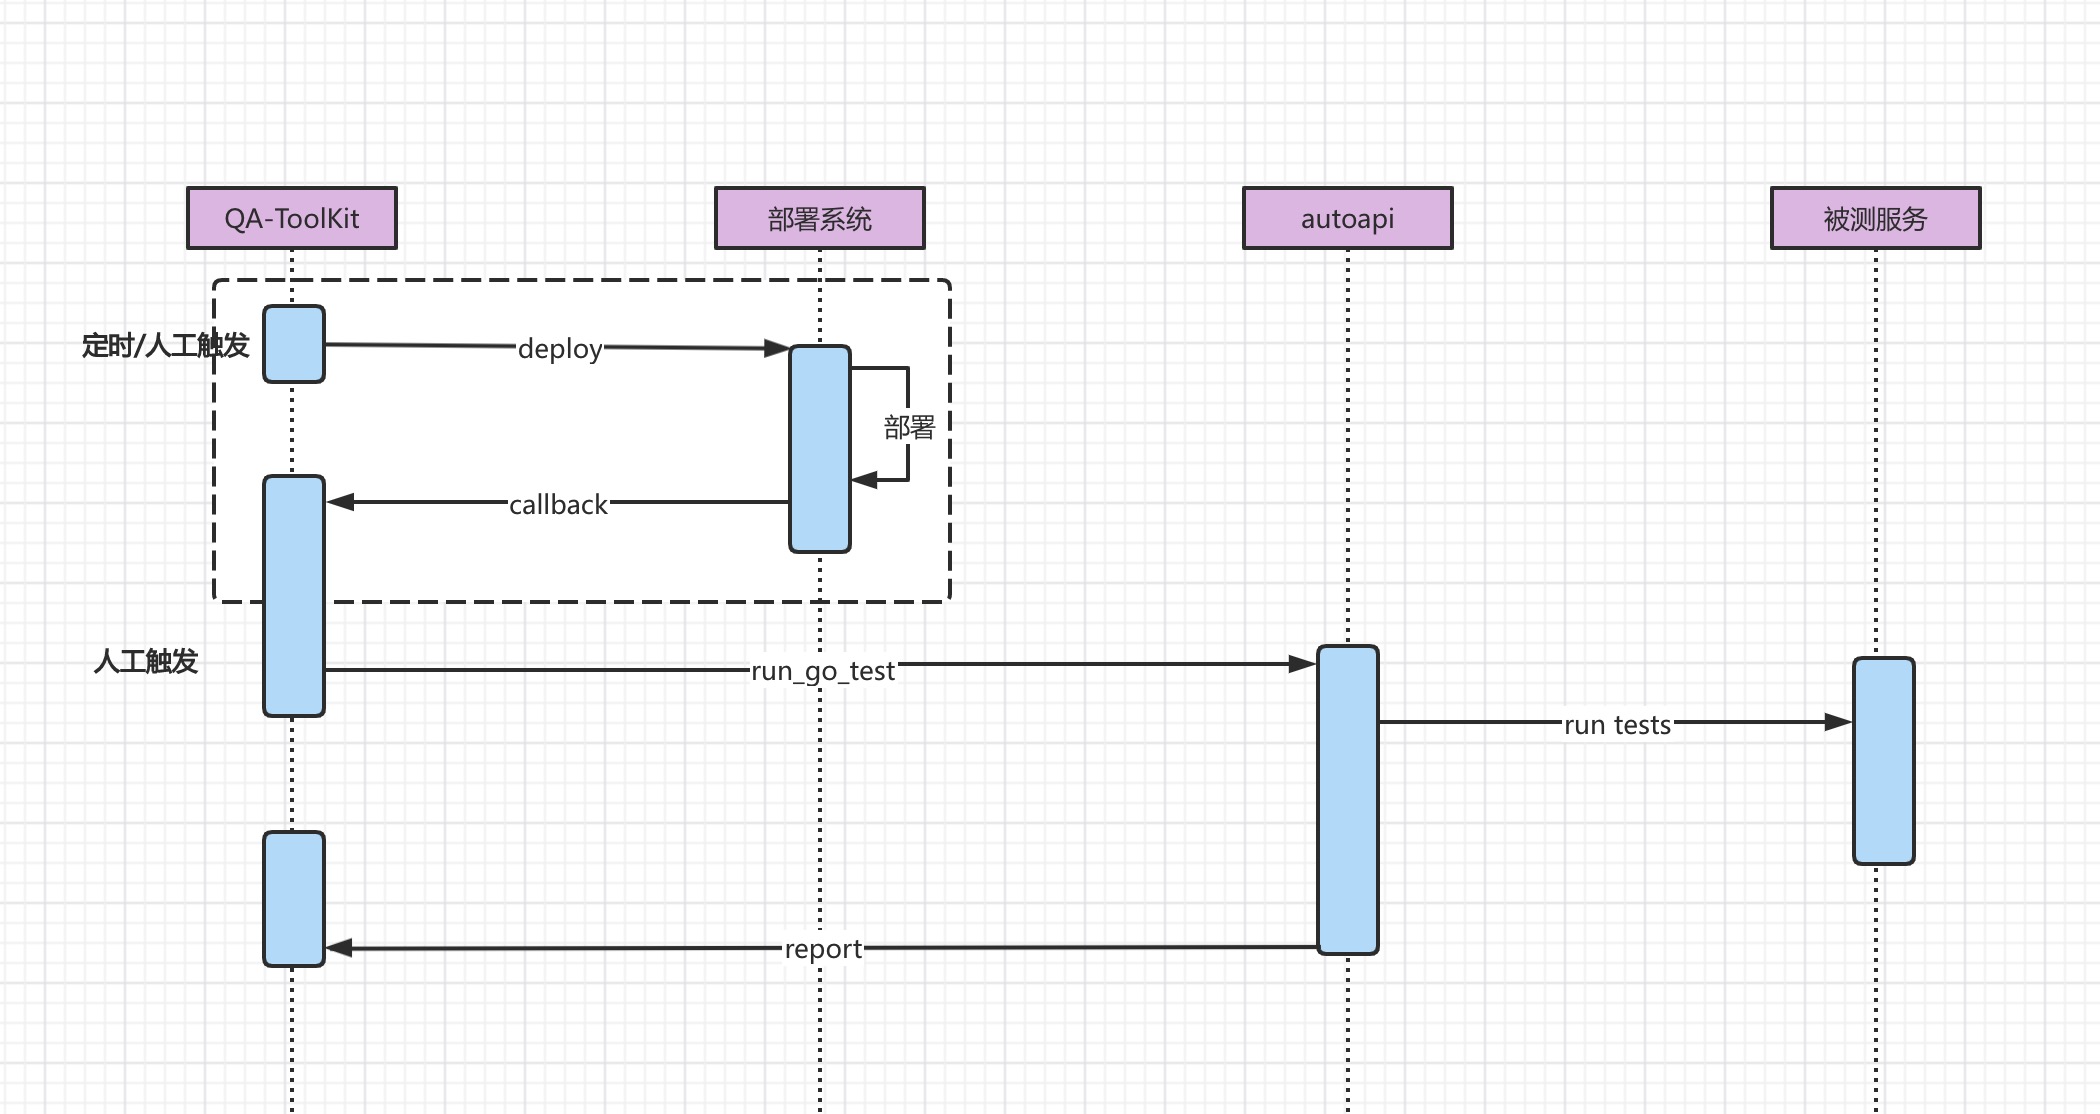 QA-ToolKit
部署系统
autoapi
被测服务
定时/人工触发
deploy
部署
callback
人工触发
run_go_test
run tests
report